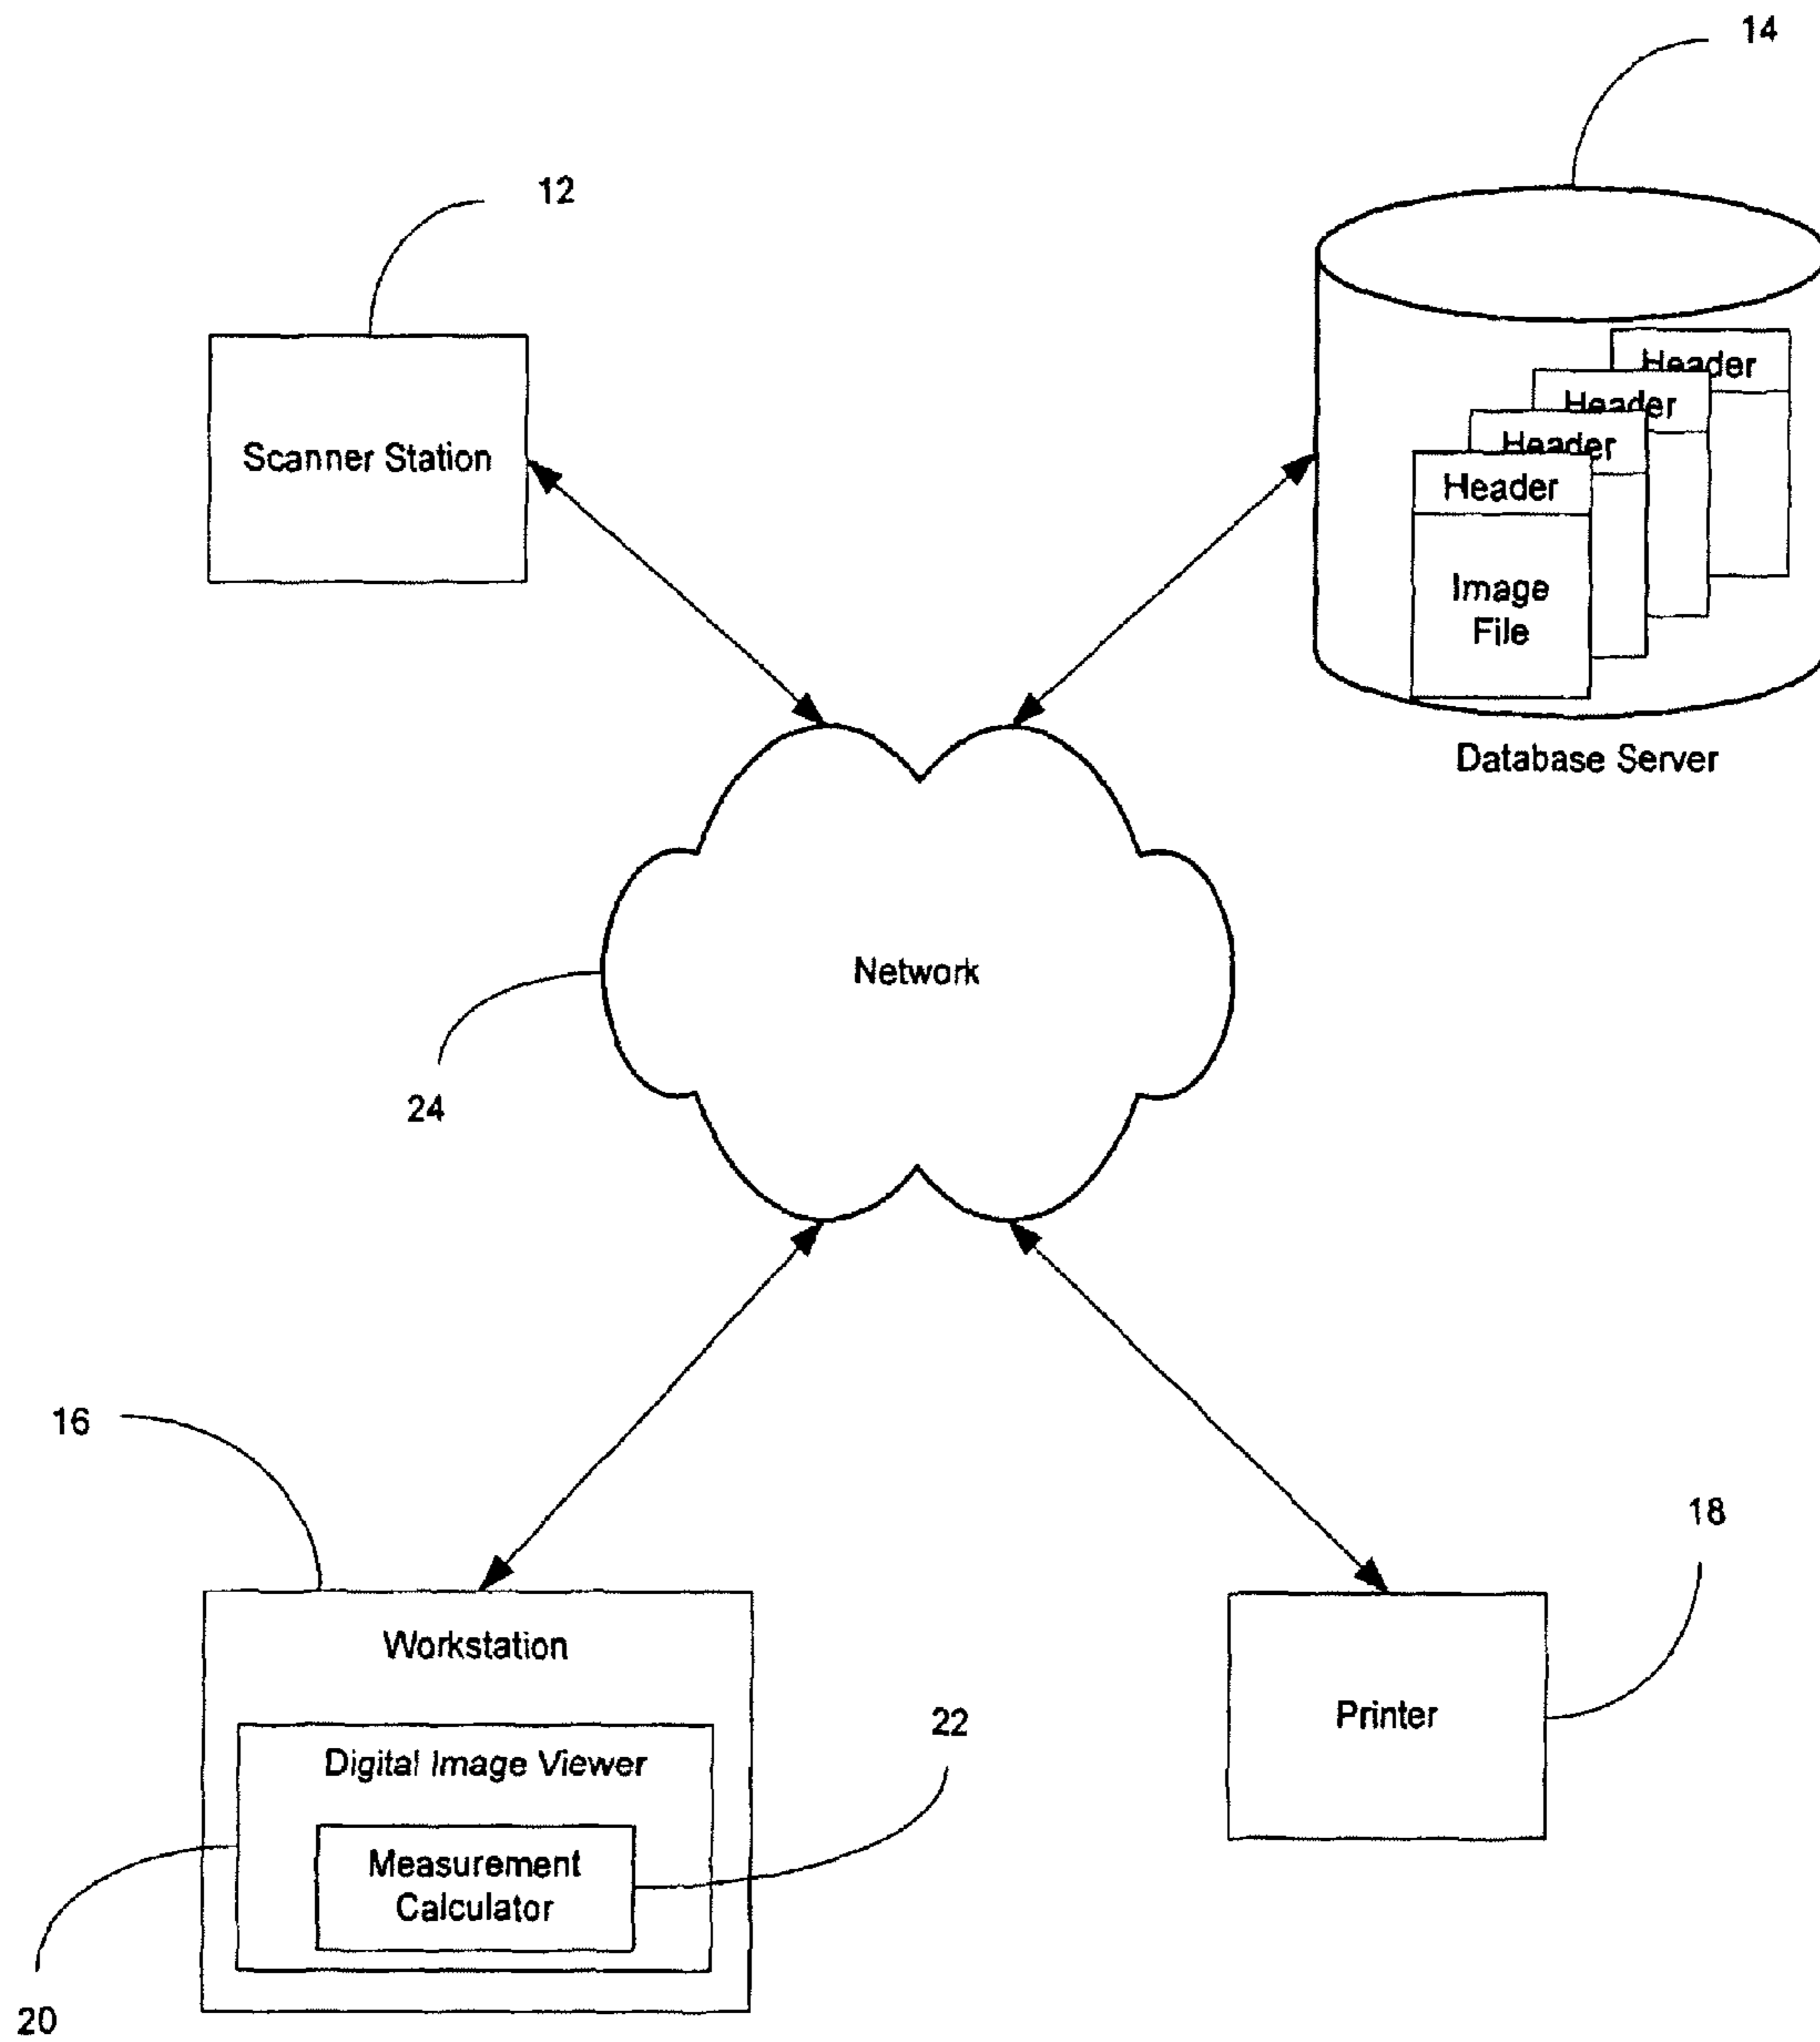 14
12
Header
Header
Scanner Station
Header
Header
Image
File
Database Server
Network
24
16
18
Workstation
Printer
22
Digital Image Viewer
Measurement
Calculator
20